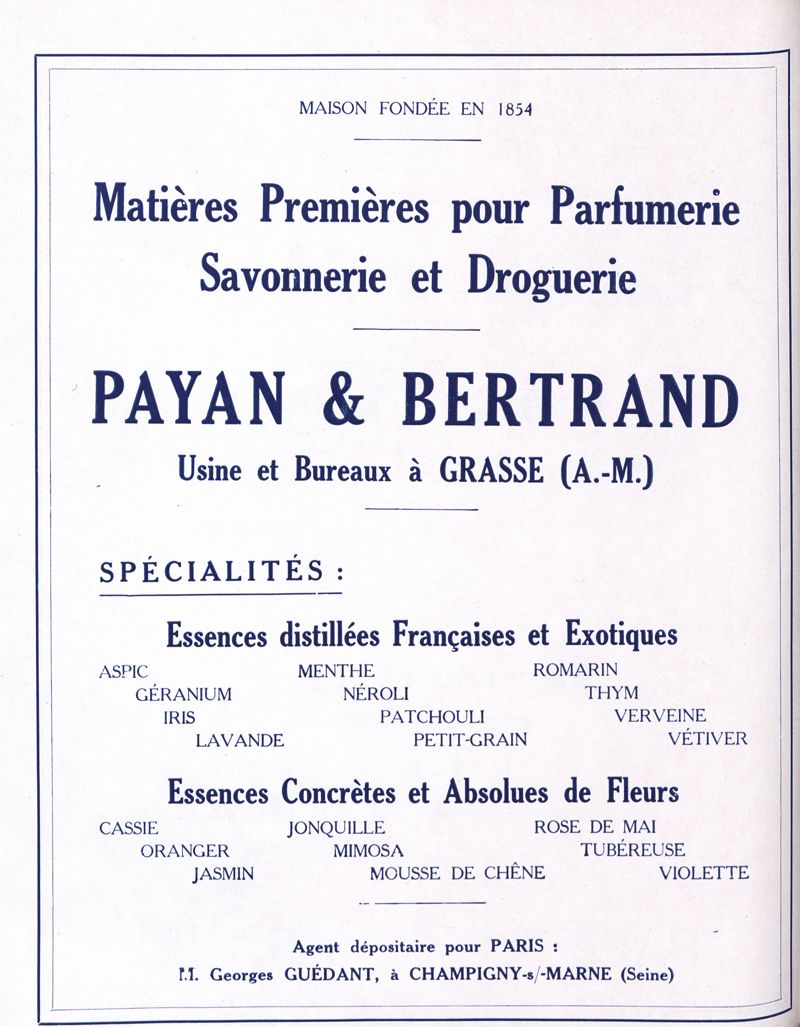 MAISON FONDÉE EN 1854
Matières Premières pour Parfumerie
Savonnerie et Droguerie
PAYAN & BERTRAND
Usine et Bureaux à GRASSE (A.-M.)
SPÉCIALITÉS :
Essences distillées Françaises et Exotiques
ASPIC MENTHE ROMARIN
GÉRANIUM NÉROLI THYM
IRIS PATCHOULI VERVEINE
LAVANDE PETIT-GRAIN VÉTIVER
Essences Concrètes et Absolues de Fleurs
CASSIE JONQUILLE ROSE DE MAI
ORANGER MIMOSA TUBÉREUSE
JASMIN MOUSSE DE CHÊNE VIOLETTE
Agent dépositaire pour PARIS :
M. Georges GUÉDANT, à CHAMPIGNY-s/-MARNE (Seine)